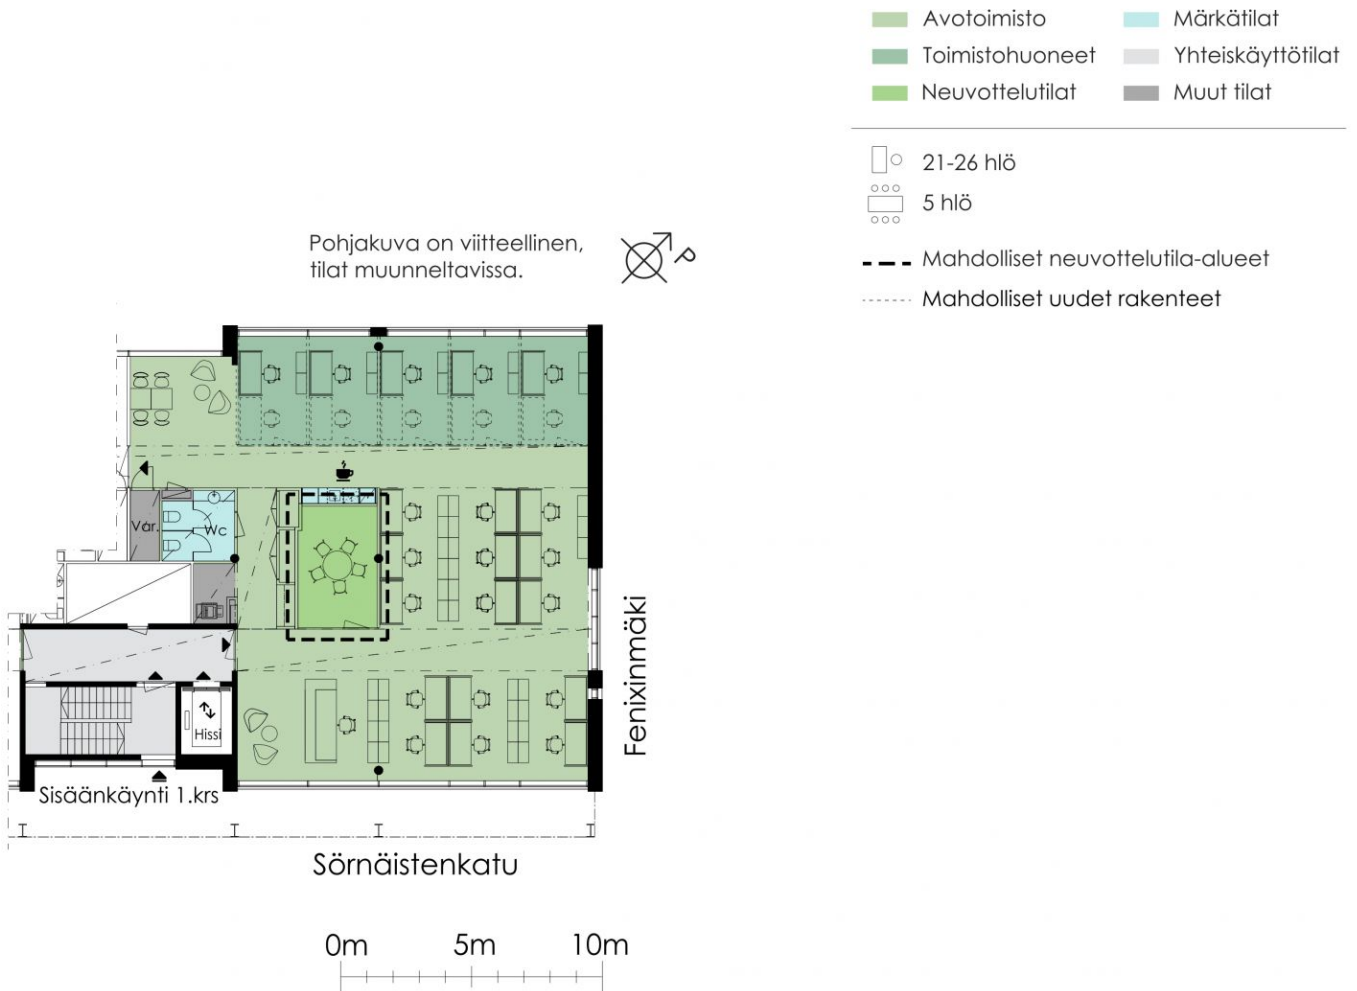 Avotoimisto
Märkätilat
Toimistohuoneet
Yhteiskäyttötilat
Neuvottelutilat
Muut tilat
21-26 hlö
5 hlö
Mahdolliset neuvottelutila-alueet
Mahdolliset uudet rakenteet
Pohjakuva on viitteellinen,
tilat muunneltavissa.
P
Var.
Wc
Hissi
Fenixinmäki
Sisäänkäynti 1.krs
Sörnäistenkatu
0m 5m 10m